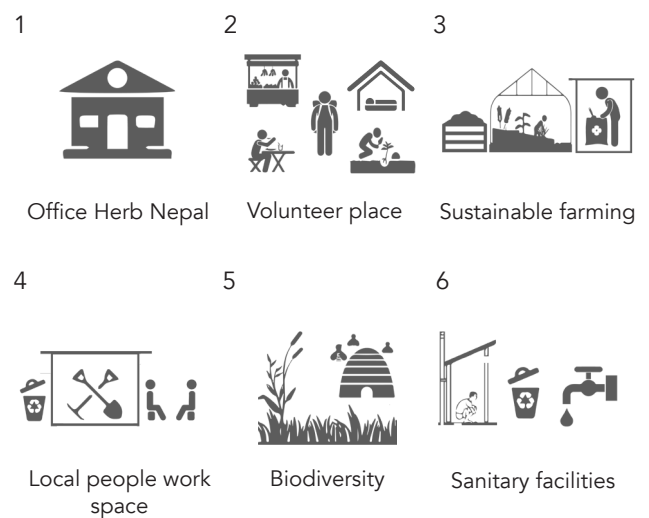 1
2
3
Office Herb Nepal
Volunteer place
Sustainable farming
4
5
6
Local people work
space
Biodiversity
Sanitary facilities